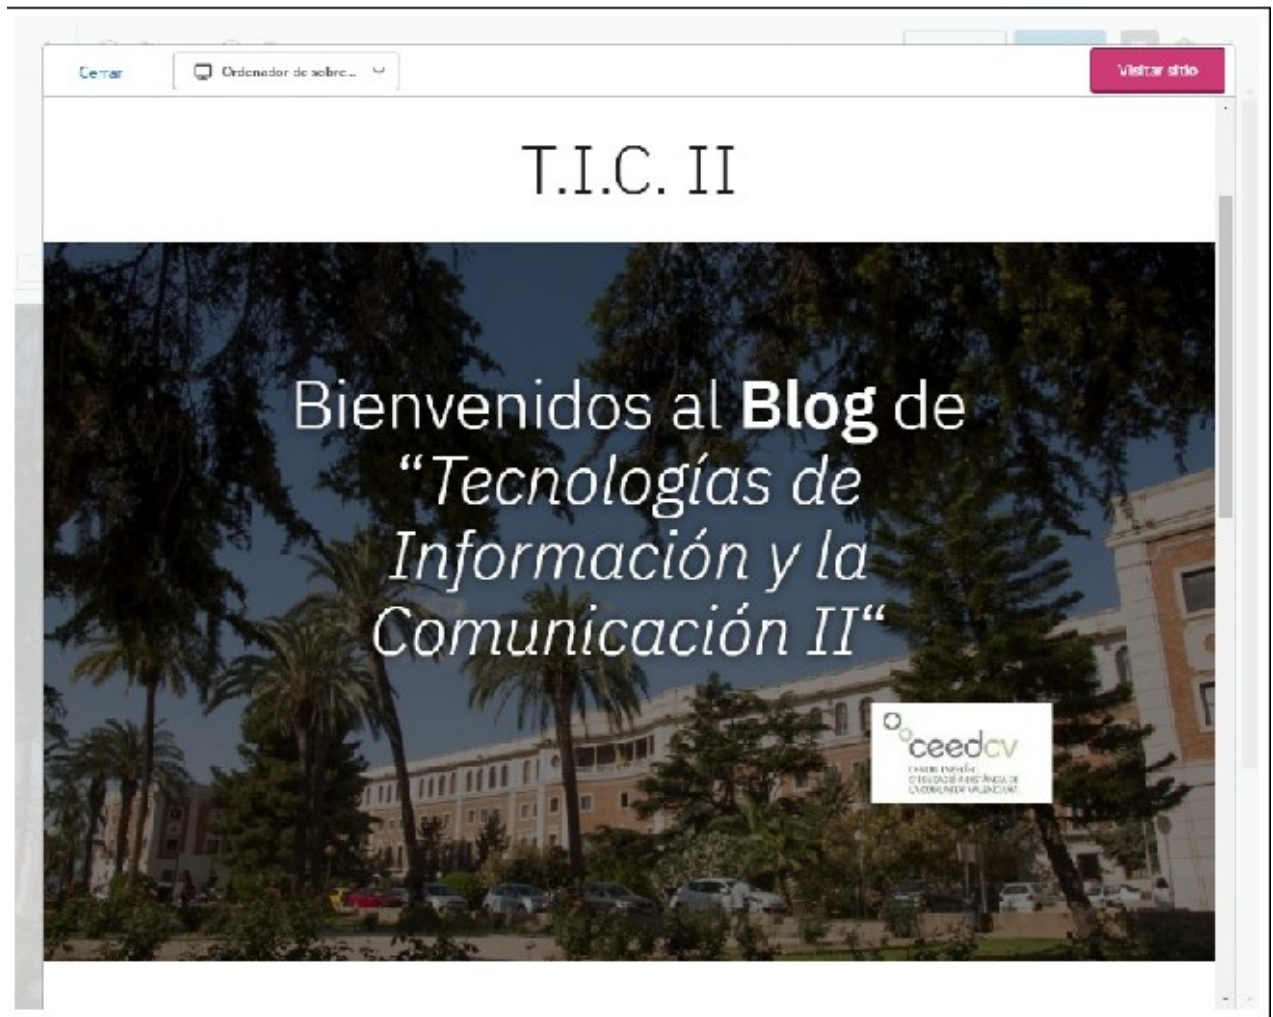 Cerrar
Ordenador de sobre...
Visitar sitio
T.I.C. II
Bienvenidos al Blog de
“Tecnologías de
Información y la
Comunicación II“
ceedcv